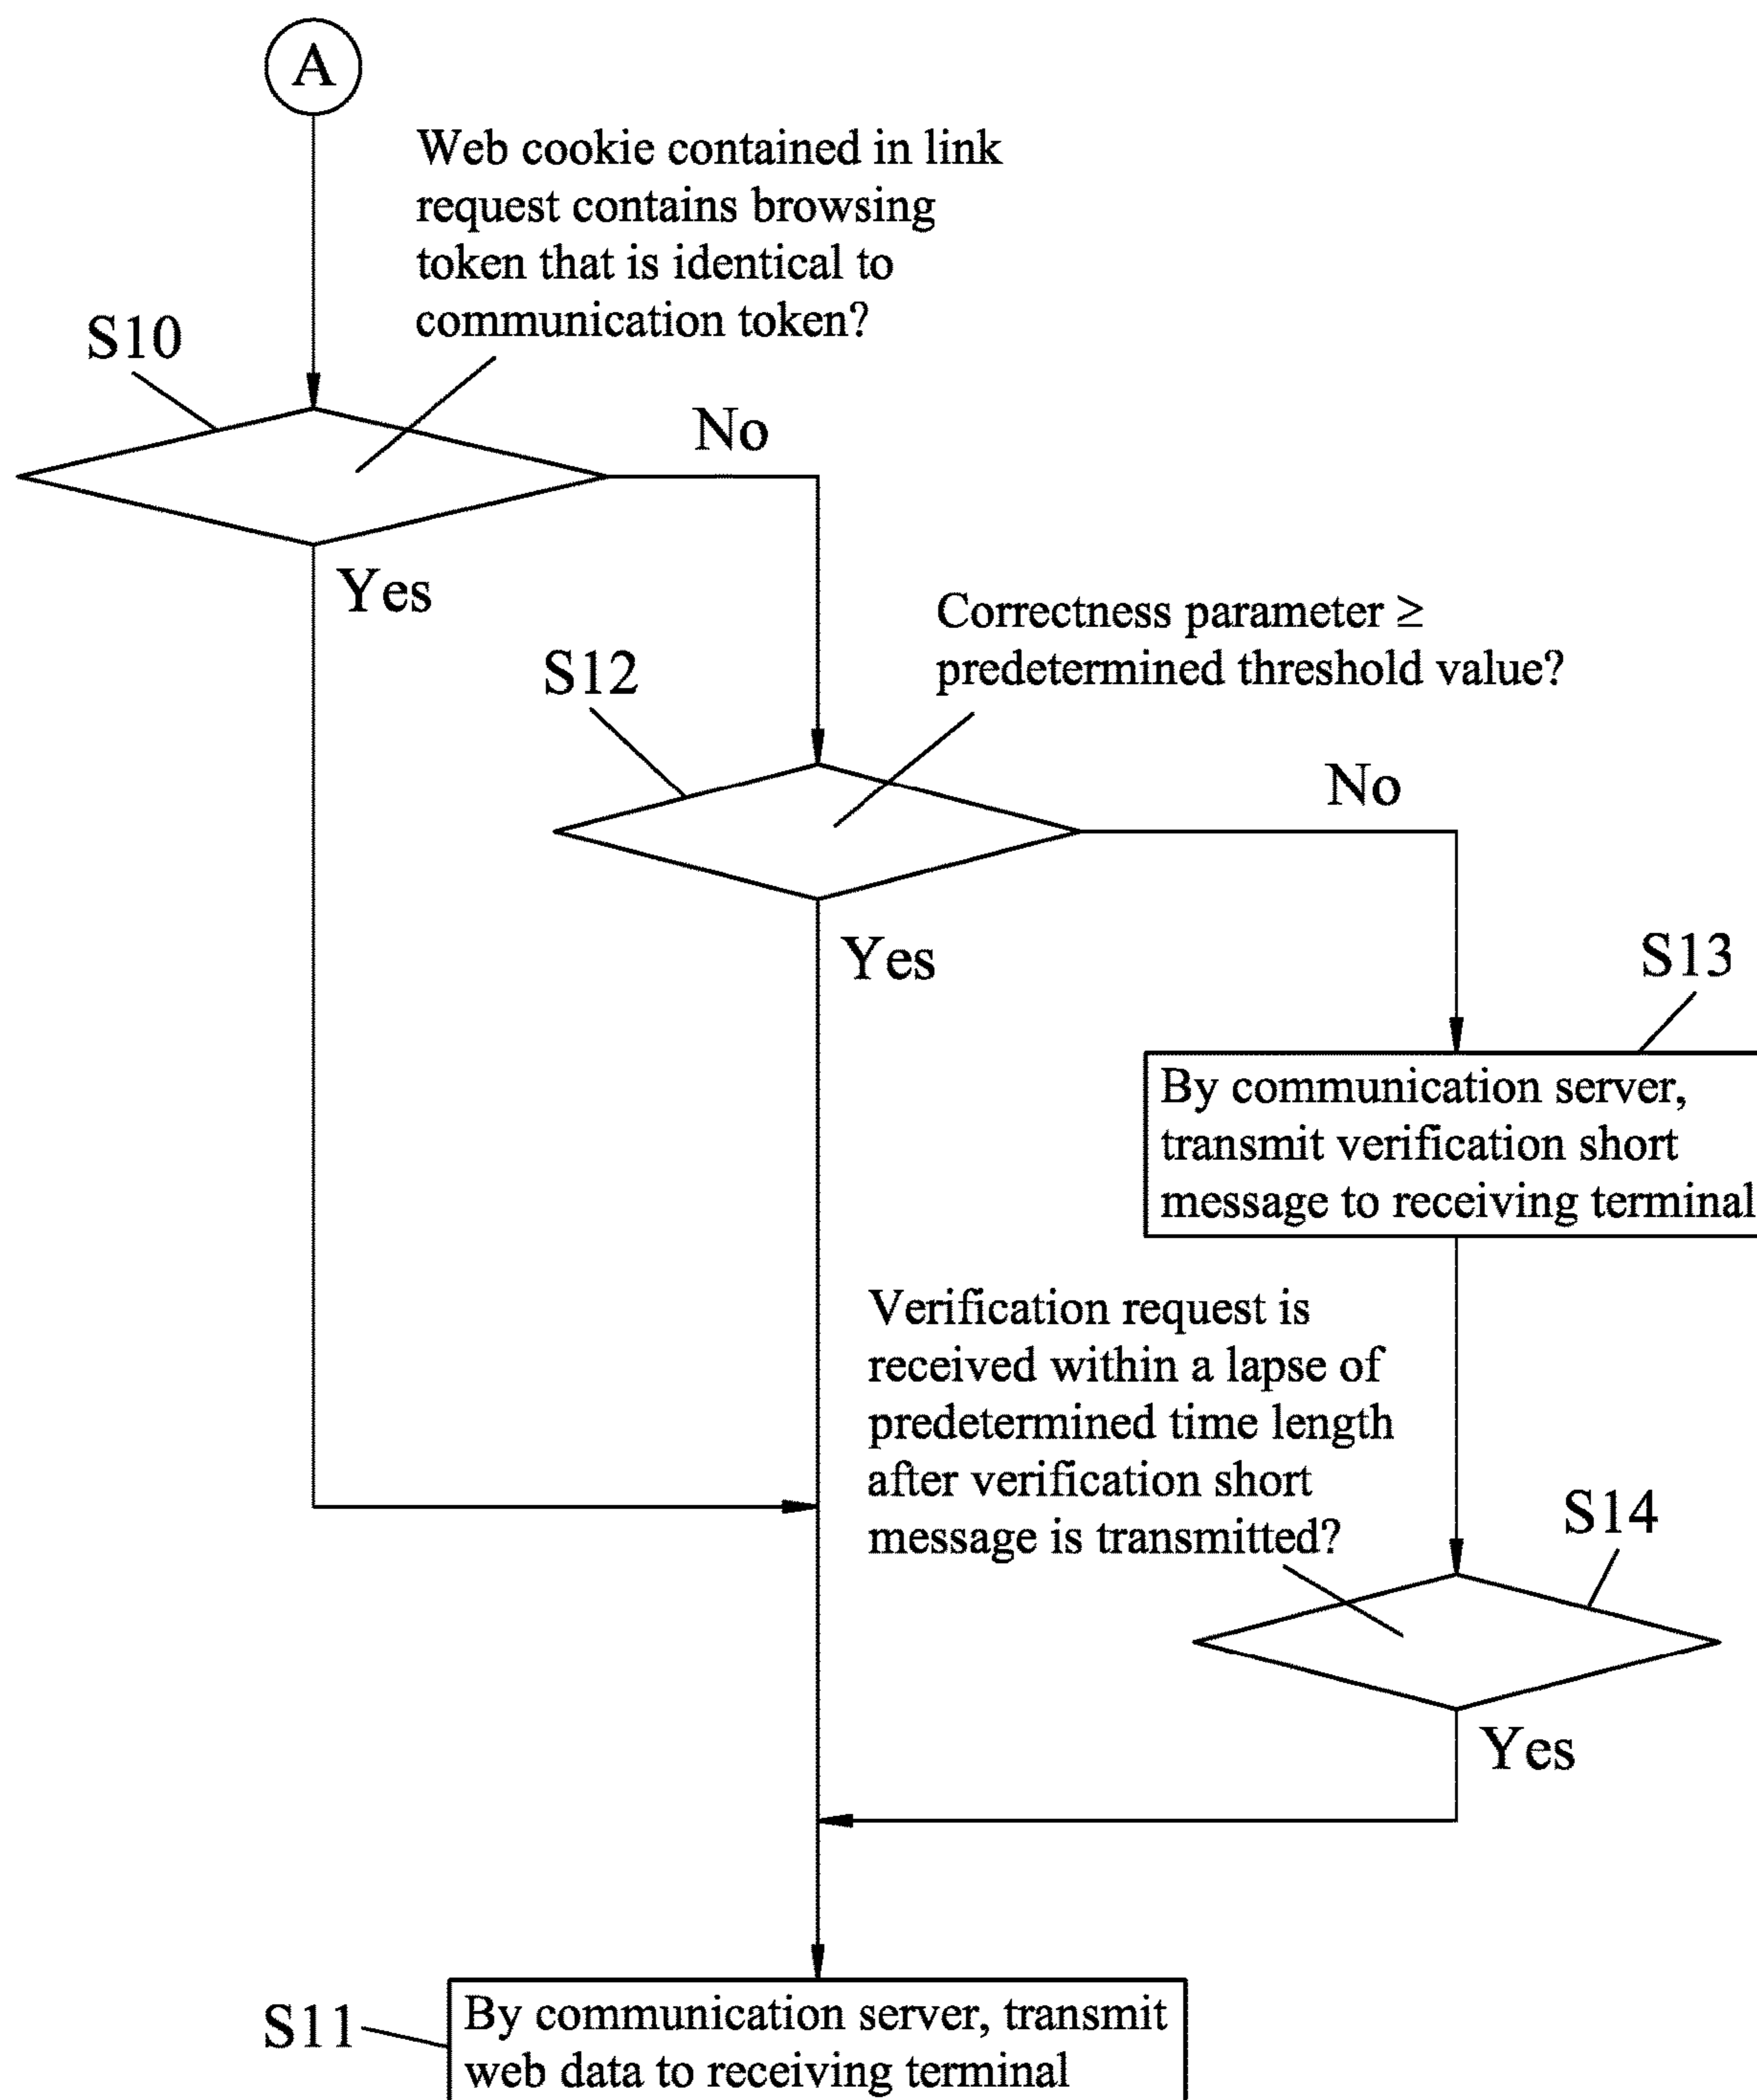 A
Web cookie contained in link
request contains browsing
token that is identical to
communication token?
S10
No
Yes
Correctness parameter ≥
predetermined threshold value?
S12
No
Yes
S13
By communication server,
transmit verification short
message to receiving terminal
Verification request is
received within a lapse of
predetermined time length
after verification short
message is transmitted?
S14
Yes
S11
By communication server, transmit
web data to receiving terminal